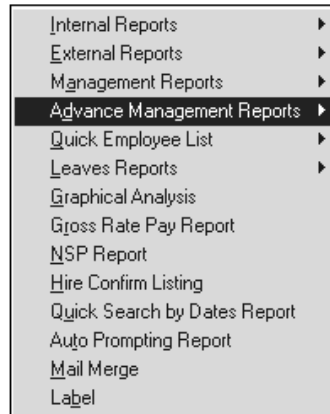 Internal Reports
External Reports
Management Reports
Advance Management Reports
Quick Employee List
Leaves Reports
Graphical Analysis
Gross Rate Pay Report
NSP Report
Hire Confirm Listing
Quick Search by Dates Report
Auto Prompting Report
Mail Merge
Label